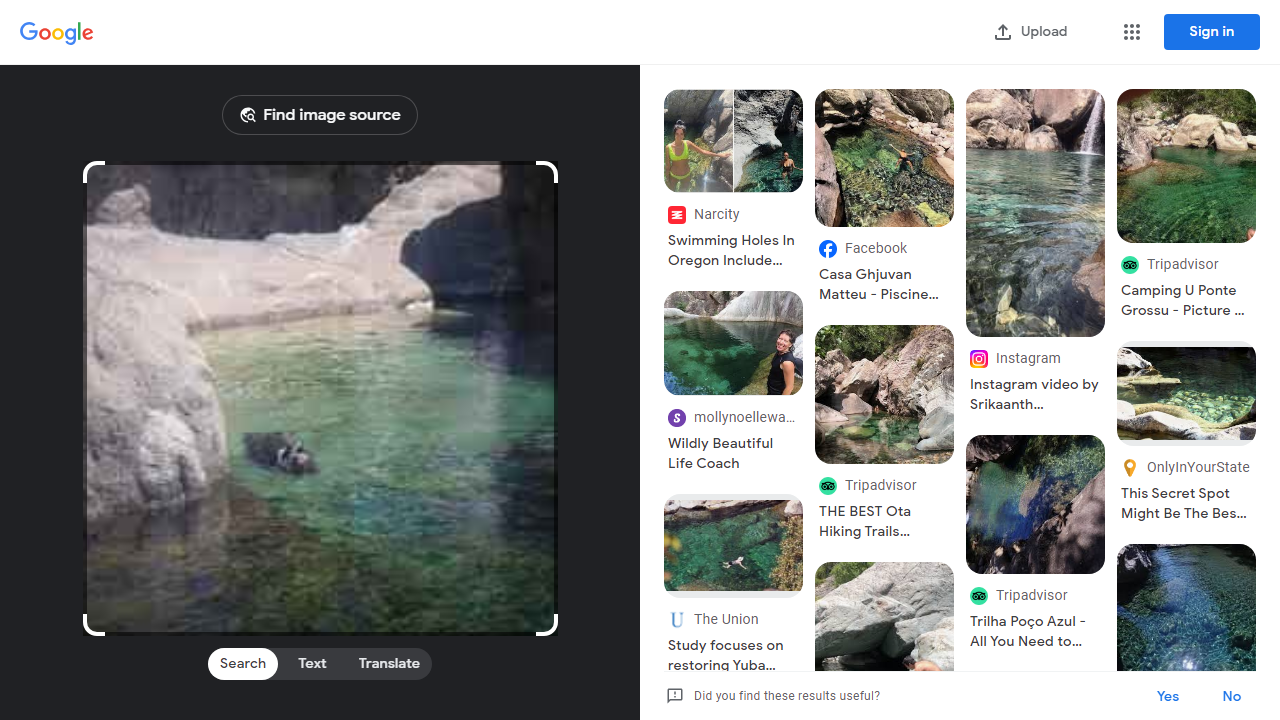 Google
Upload
Sign in
Find image source
Search
Text
Translate
Narcity
Swimming Holes In
Oregon Include...
mollynoellewa...
Wildly Beautiful
Life Coach
The Union
Study focuses on
restoring Yuba...
Facebook
Casa Ghjuvan
Matteu - Piscine...
Tripadvisor
THE BEST Ota
Hiking Trails...
Instagram
Instagram video by
Srikaanth...
Tripadvisor
Trilha Poço Azul -
All You Need to...
Tripadvisor
Camping U Ponte
Grossu - Picture ...
OnlyInYourState
This Secret Spot
Might Be The Bes...
Did you find these results useful?
Yes
No